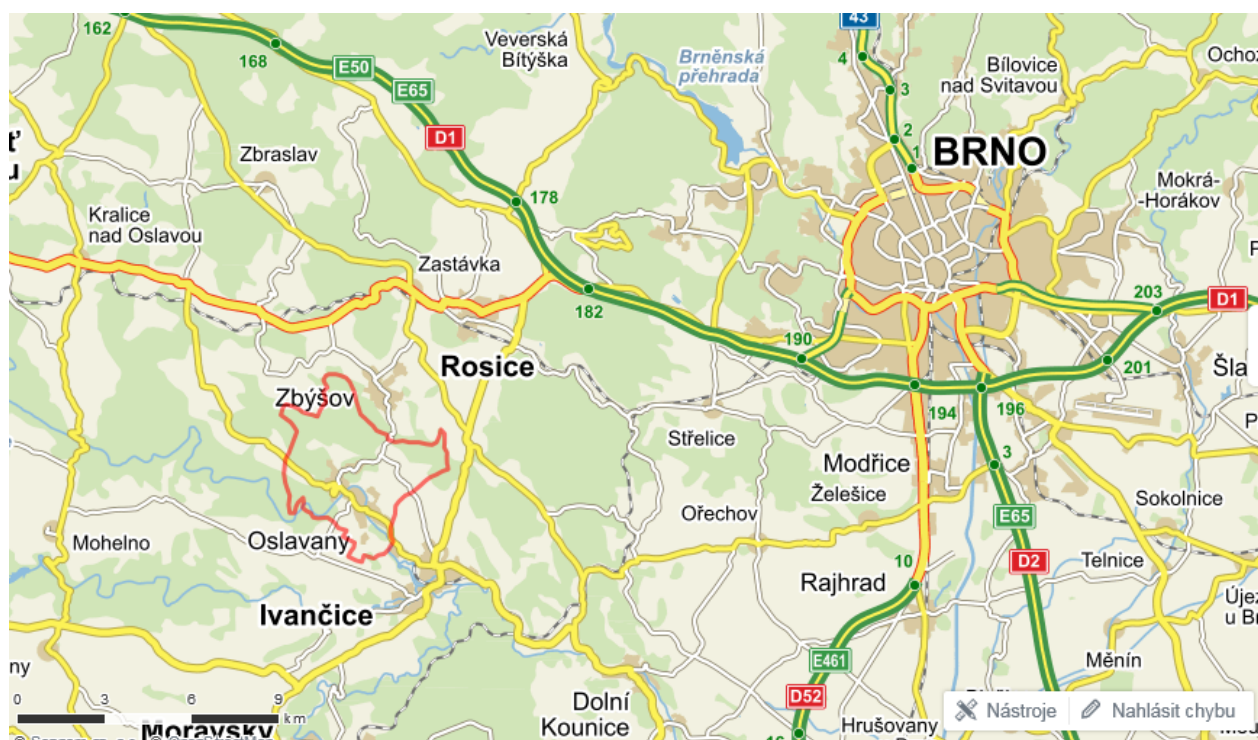 43
162
168
E50
E65
D1
178
Veverská
Bítýška
Brněnská
přehrada
4
3
2
1
Bílovice
nad Svitavou
BRNO
Zbraslav
Mokrá-
-Horákov
Kralice
nad Oslavou
Zastávka
182
203
D1
190
201
Rosice
194
196
Zbýšov
Střelice
Modřice
3
Želešice
Sokolnice
Ořechov
E65
Mohelno
Oslavany
D2
Telnice
10
Rajhrad
Ivančice
E461
Měnín
D52
Dolní
Kounice
Hrušovany
0 3 6 9 km
Nástroje
Nahlásit chybu